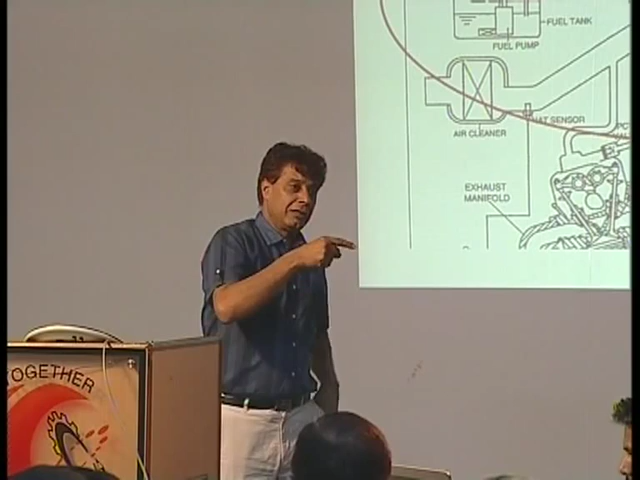 FUEL TANK
FUEL PUMP
SENSOR
AIR CLEANER
EXHAUST
MANIFOLD
TOGETHER